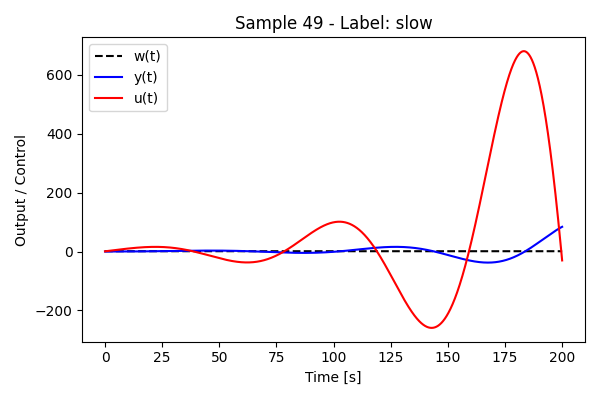 Sample 49 - Label: slow
w(t)
y(t)
u(t)
Output / Control
600
400
200
0
−200
0 25 50 75 100 125 150 175 200
Time [s]